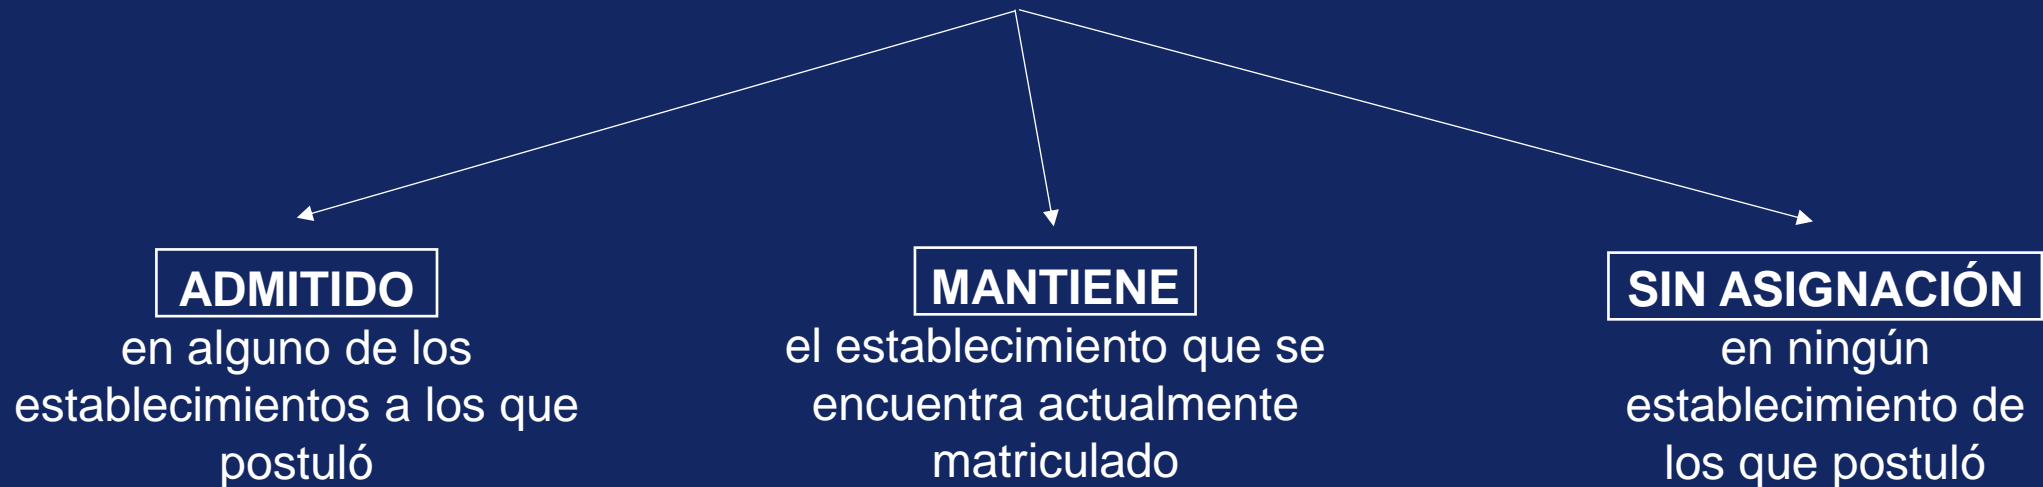 ADMITIDO
en alguno de los
establecimientos a los que
postuló
MANTIENE
el establecimiento que se
encuentra actualmente
matriculado
SIN ASIGNACIÓN
en ningún
establecimiento de
los que postuló